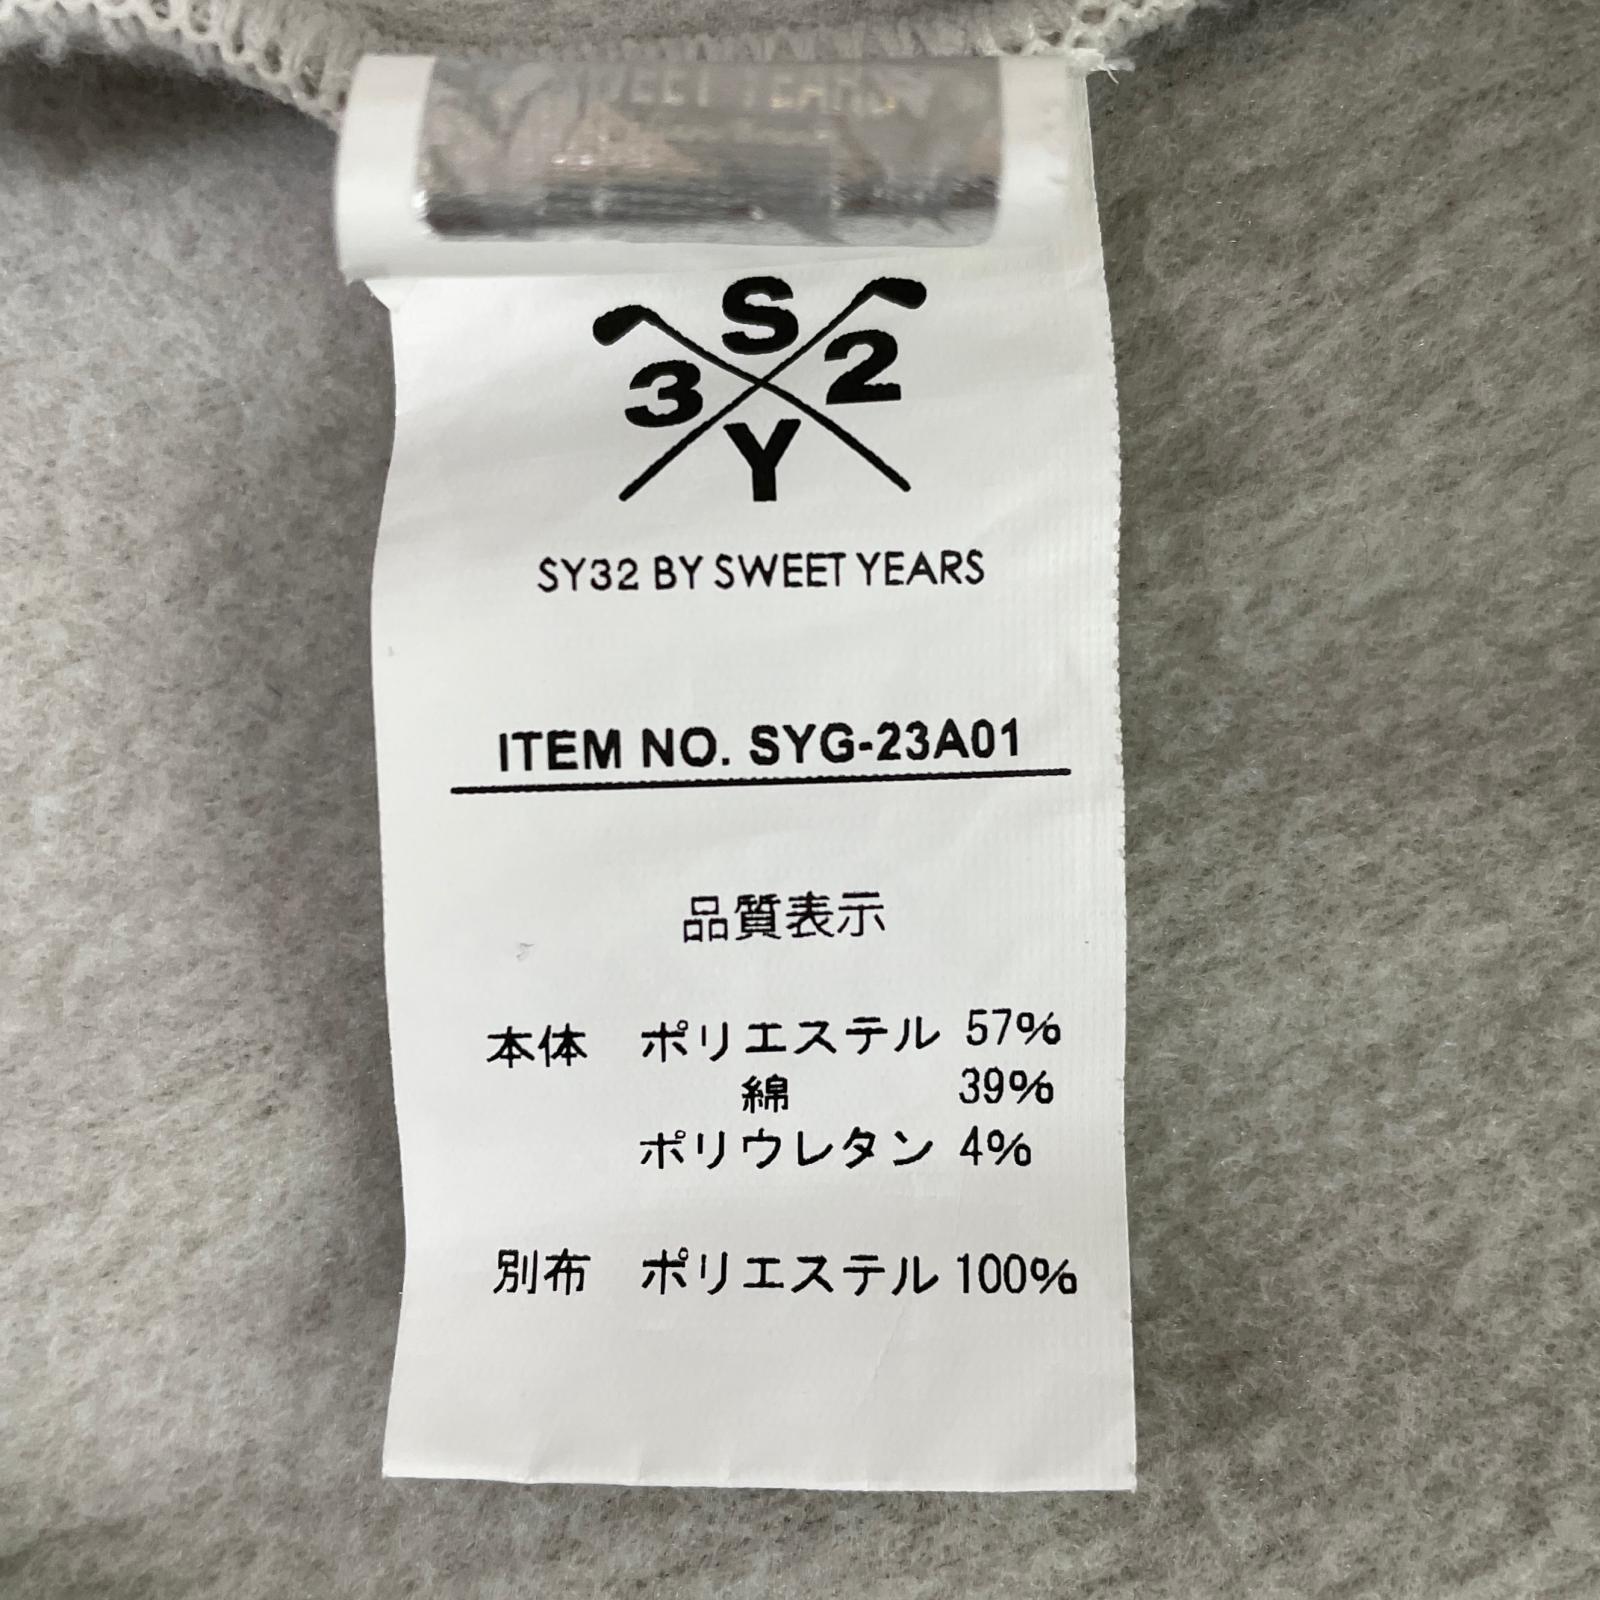 S
3 2
Y
SY32 BY SWEET YEARS
ITEM NO. SYG-23A01
品質表示
本体 ポリエステル 57%
綿 39%
ポリウレタン 4%
別布 ポリエステル 100%